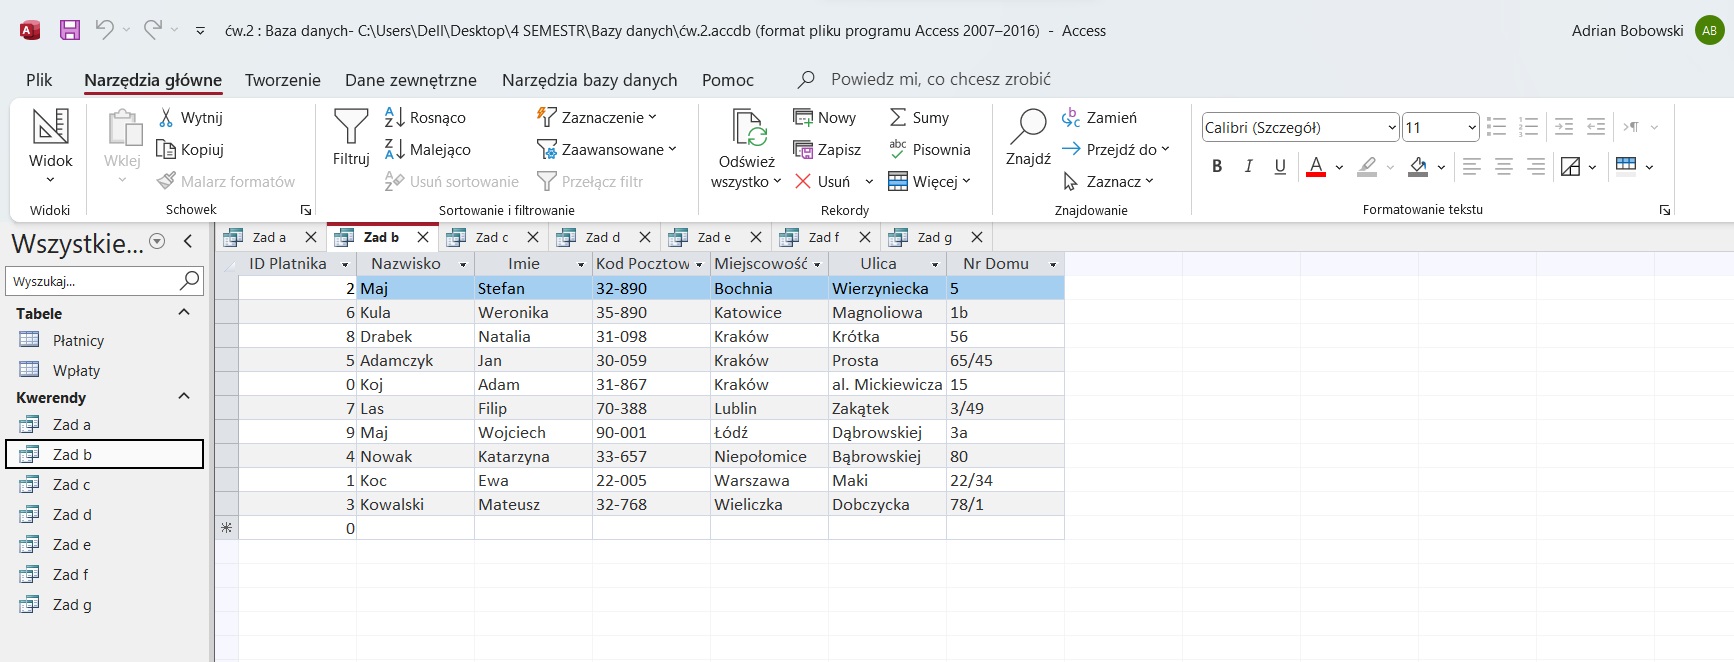 ćw.2 : Baza danych- C:\Users\Dell\Desktop\4 SEMESTR\Bazy danych\ćw.2.accdb (format pliku programu Access 2007–2016) - Access
Adrian Bobowski AB
Plik Narzędzia główne Tworzenie Dane zewnętrzne Narzędzia bazy danych Pomoc Powiedz mi, co chcesz zrobić
Widok
Widoki
Wklej
Wytnij
Kopiuj
Malarz formatów
Schowek
Filtruj
Rosnąco
Malejąco
Usuń sortowanie
Zaznaczenie
Zaawansowane
Przełącz filtr
Sortowanie i filtrowanie
Odśwież
wszystko
Nowy
Zapisz
Usuń
Sumy
Pisownia
Więcej
Rekordy
Znajdź
Zamień
Przejdź do
Zaznacz
Znajdowanie
Calibri (Szczegół) 11
B I U A
Formatowanie tekstu
Wszystkie...
Wyszukaj...
Tabele
Płatnicy
Wpłaty
Kwerendy
Zad a
Zad b
Zad c
Zad d
Zad e
Zad f
Zad g
Zad a Zad b Zad c Zad d Zad e Zad f Zad g
ID Platnika Nazwisko Imie Kod Pocztow Miejscowość Ulica Nr Domu
2 Maj Stefan 32-890 Bochnia Wierzyniecka 5
6 Kula Weronika 35-890 Katowice Magnoliowa 1b
8 Drabek Natalia 31-098 Kraków Krótka 56
5 Adamczyk Jan 30-059 Kraków Prosta 65/45
0 Koj Adam 31-867 Kraków al. Mickiewicza 15
7 Las Filip 70-388 Lublin Zakątek 3/49
9 Maj Wojciech 90-001 Łódź Dąbrowskiej 3a
4 Nowak Katarzyna 33-657 Niepołomice Bąbrowskiej 80
1 Koc Ewa 22-005 Warszawa Maki 22/34
3 Kowalski Mateusz 32-768 Wieliczka Dobczycka 78/1
0